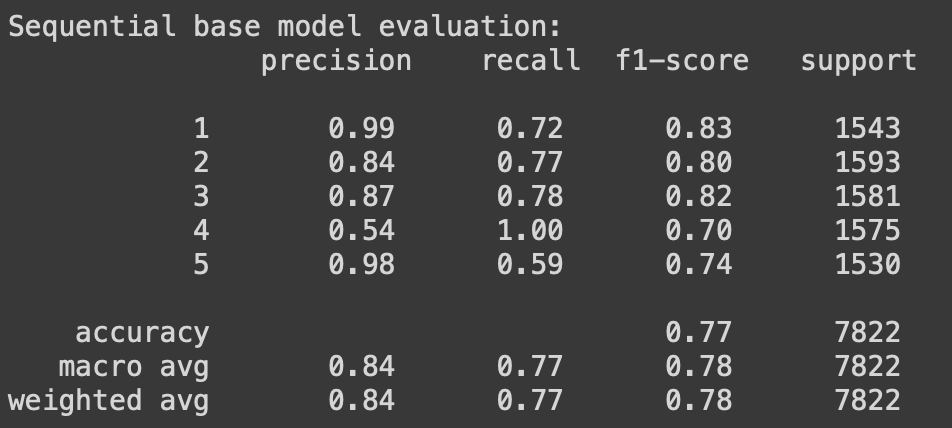 Sequential base model evaluation:
precision recall f1-score support
1 0.99 0.72 0.83 1543
2 0.84 0.77 0.80 1593
3 0.87 0.78 0.82 1581
4 0.54 1.00 0.70 1575
5 0.98 0.59 0.74 1530
accuracy 0.77 7822
macro avg 0.84 0.77 0.78 7822
weighted avg 0.84 0.77 0.78 7822